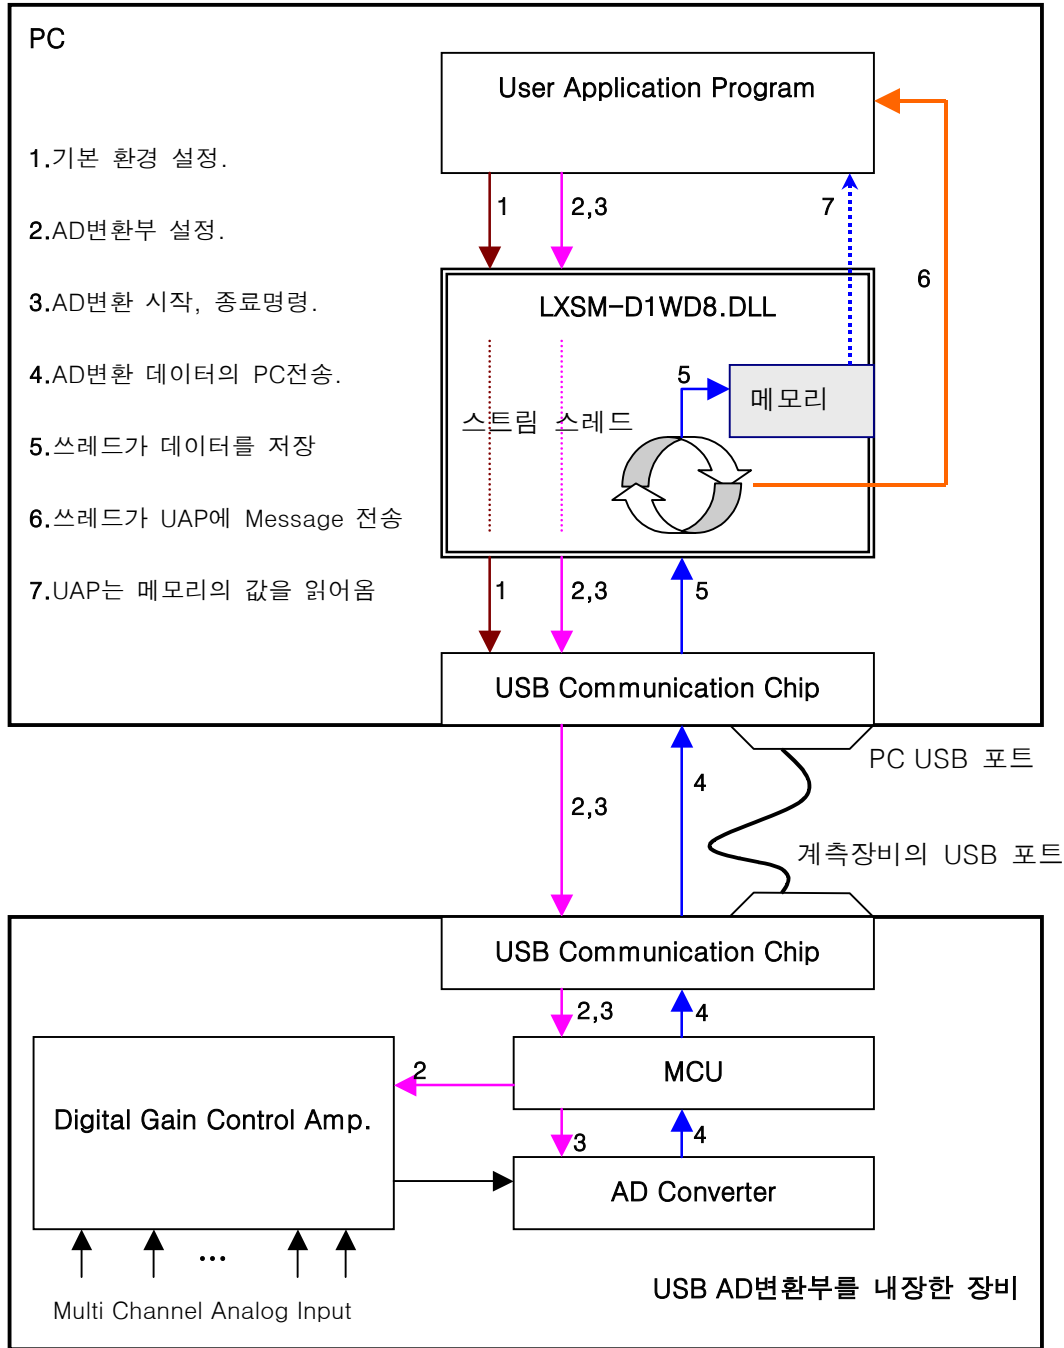 PC
User Application Program
1.기본 환경 설정.
2.AD변환부 설정.
3.AD변환 시작, 종료명령.
4.AD변환 데이터의 PC전송.
5.쓰레드가 데이터를 저장
6.쓰레드가 UAP에 Message 전송
7.UAP는 메모리의 값을 읽어옴
1
2,3
7
6
LXSM-D1WD8.DLL
5
메모리
스트림 스레드
1
2,3
5
USB Communication Chip
PC USB 포트
4
2,3
계측장비의 USB 포트
USB Communication Chip
2,3
4
MCU
2
Digital Gain Control Amp.
3
4
AD Converter
...
Multi Channel Analog Input
USB AD변환부를 내장한 장비